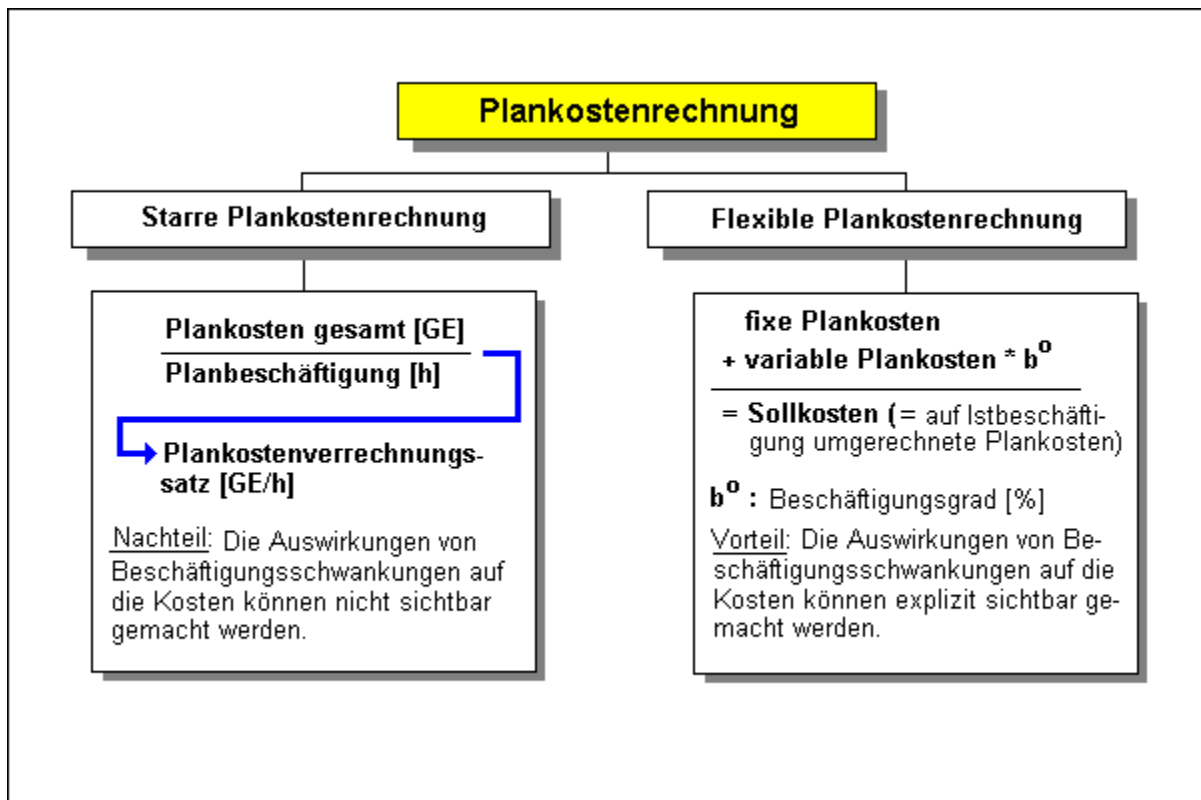 Plankostenrechnung
Starre Plankostenrechnung
Plankosten gesamt [GE]
Planbeschäftigung [h]
Plankostenverrechnungs-
satz [GE/h]
Nachteil: Die Auswirkungen von
Beschäftigungsschwankungen auf
die Kosten können nicht sichtbar
gemacht werden.
Flexible Plankostenrechnung
fixe Plankosten
+ variable Plankosten * b°
= Sollkosten (= auf Istbeschäfti-
gung umgerechnete Plankosten)
b° : Beschäftigungsgrad [%]
Vorteil: Die Auswirkungen von Be-
schäftigungsschwankungen auf die
Kosten können explizit sichtbar ge-
macht werden.